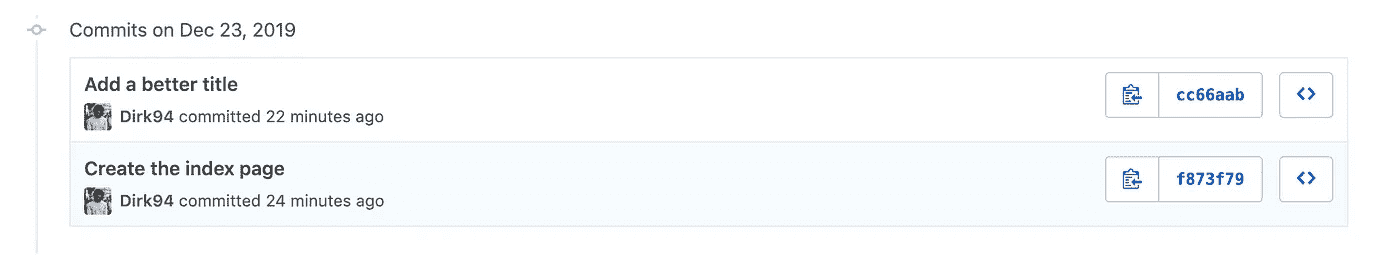 Commits on Dec 23, 2019
Add a better title
cc66aab
Dirk94 committed 22 minutes ago
Create the index page
f873f79
Dirk94 committed 24 minutes ago